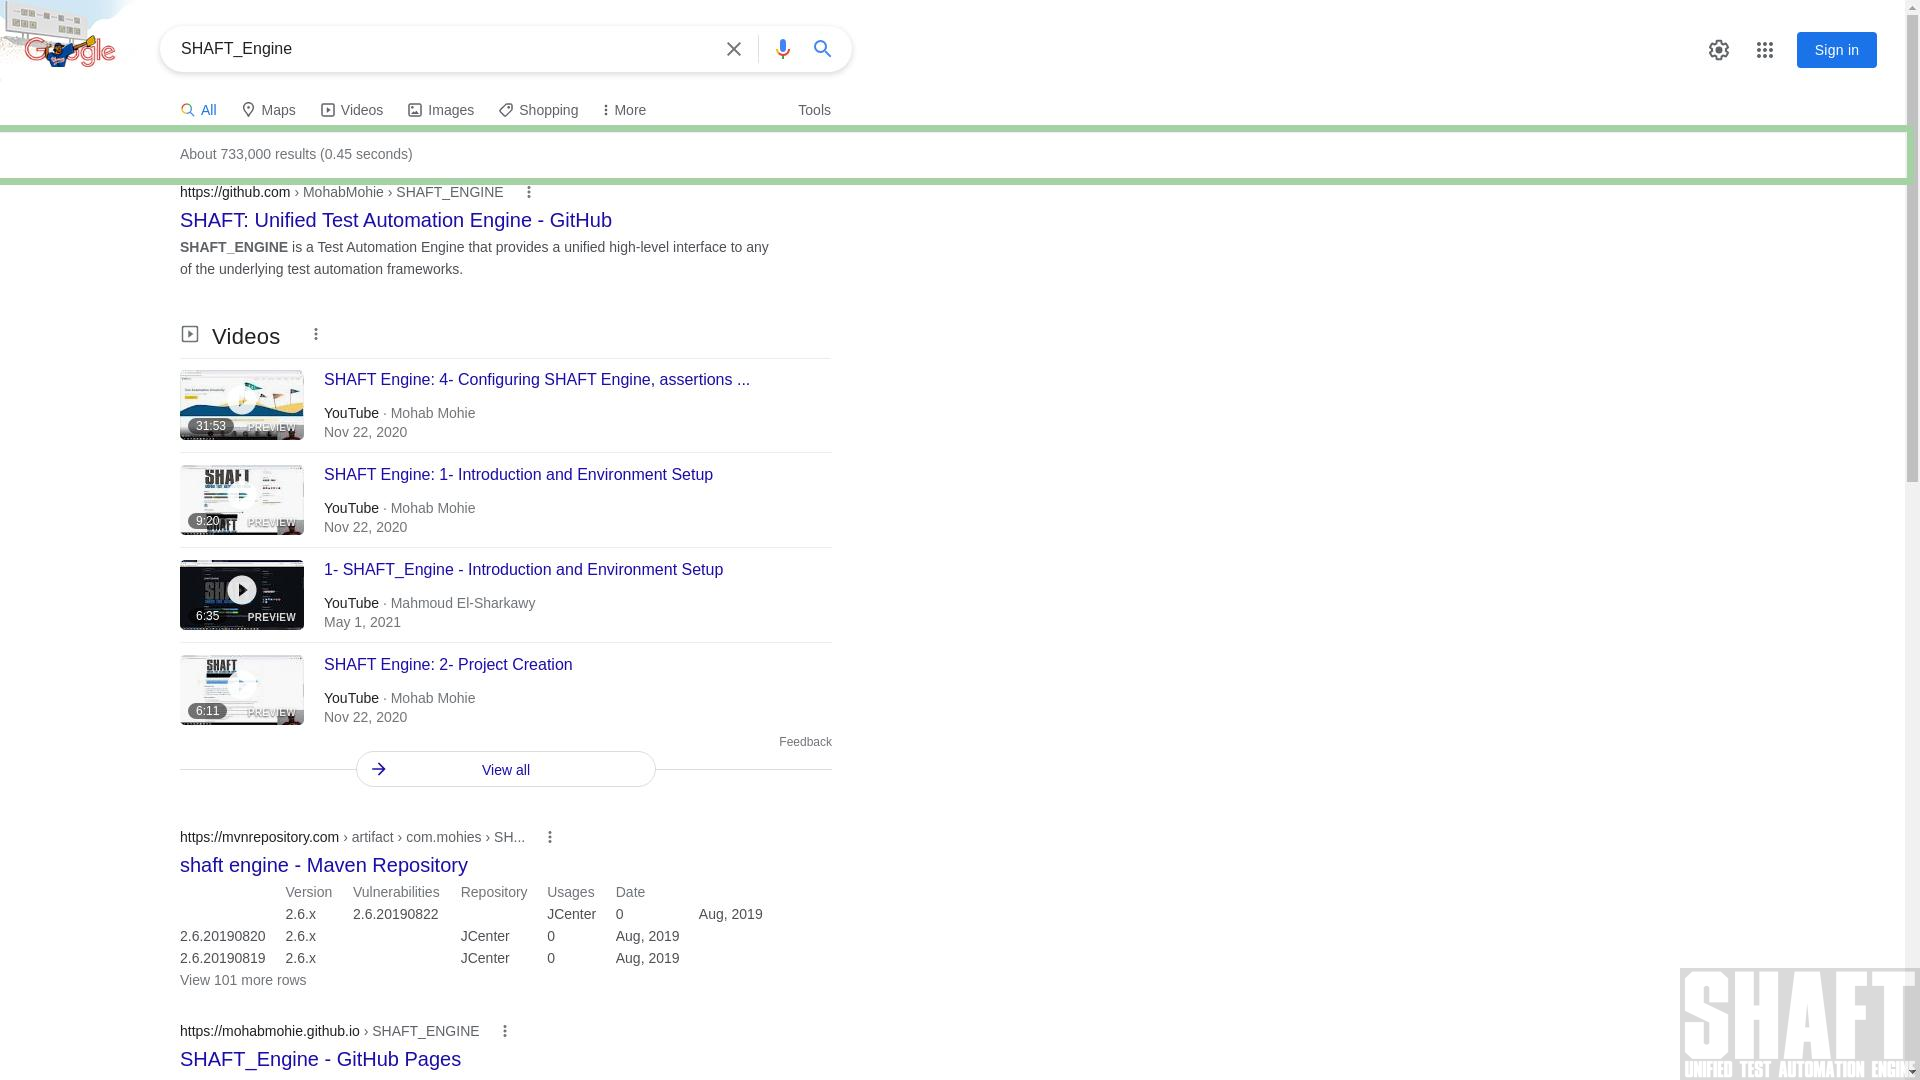 Google
SHAFT_Engine
Sign in
All
Maps
Videos
Images
Shopping
More
Tools
About 733,000 results (0.45 seconds)
https://github.com › MohabMohie › SHAFT_ENGINE
SHAFT: Unified Test Automation Engine - GitHub
SHAFT_ENGINE is a Test Automation Engine that provides a unified high-level interface to any
of the underlying test automation frameworks.
Videos
SHAFT Engine: 4- Configuring SHAFT Engine, assertions ...
YouTube · Mohab Mohie
31:53 PREVIEW
Nov 22, 2020
SHAFT Engine: 1- Introduction and Environment Setup
SHAFT
YouTube · Mohab Mohie
9:20 PREVIEW
Nov 22, 2020
1- SHAFT_Engine - Introduction and Environment Setup
YouTube · Mahmoud El-Sharkawy
6:35 PREVIEW
May 1, 2021
SHAFT Engine: 2- Project Creation
SHAFT
YouTube · Mohab Mohie
6:11 PREVIEW
Nov 22, 2020
Feedback
View all
https://mvnrepository.com › artifact › com.mohies › SH...
shaft engine - Maven Repository
Version Vulnerabilities Repository Usages Date
2.6.x 2.6.20190822 JCenter 0 Aug, 2019
2.6.20190820 2.6.x JCenter 0 Aug, 2019
2.6.20190819 2.6.x JCenter 0 Aug, 2019
View 101 more rows
https://mohabmohie.github.io › SHAFT_ENGINE
SHAFT_Engine - GitHub Pages
SHAFT
UNIFIED TEST AUTOMATION ENGINE